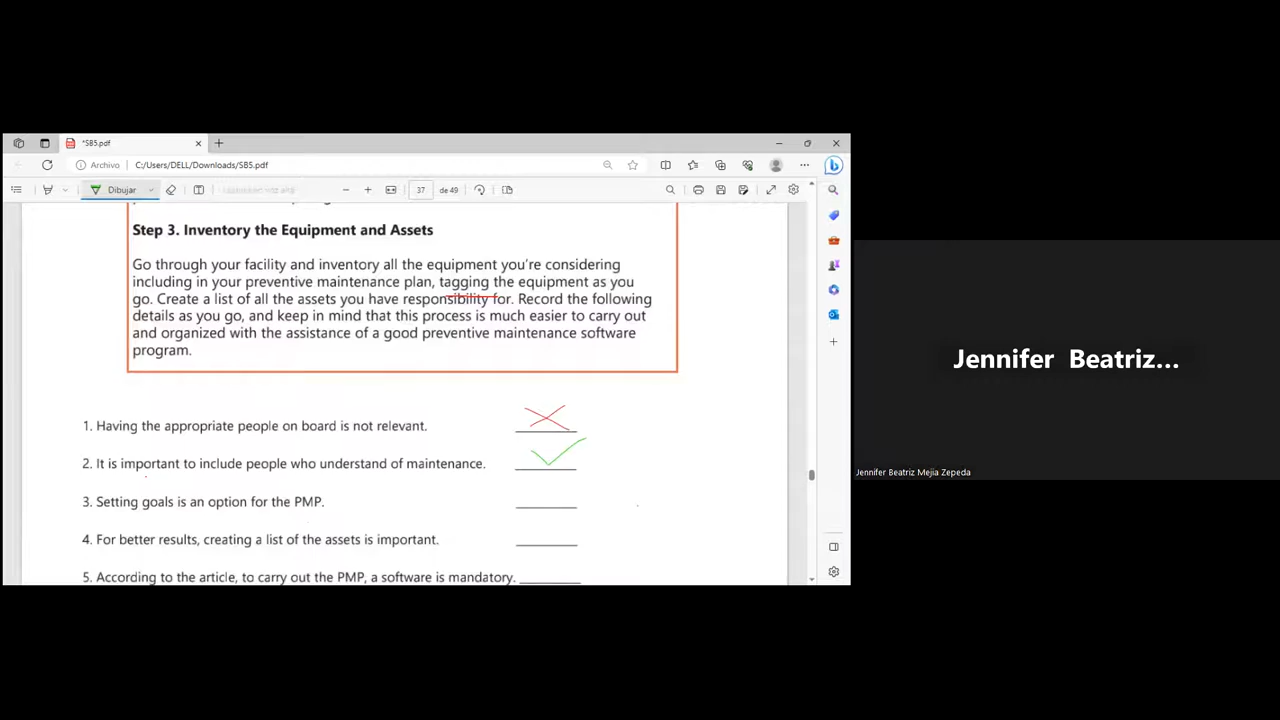 *SB5.pdf
Archivo C:/Users/DELL/Downloads/SB5.pdf
Dibujar 37 de 49
Step 3. Inventory the Equipment and Assets
Go through your facility and inventory all the equipment you're considering
including in your preventive maintenance plan, tagging the equipment as you
go. Create a list of all the assets you have responsibility for. Record the following
details as you go, and keep in mind that this process is much easier to carry out
and organized with the assistance of a good preventive maintenance software
program.
1. Having the appropriate people on board is not relevant.
2. It is important to include people who understand of maintenance.
3. Setting goals is an option for the PMP.
4. For better results, creating a list of the assets is important.
5. According to the article, to carry out the PMP, a software is mandatory.
Jennifer Beatriz...
Jennifer Beatriz Mejia Zepeda